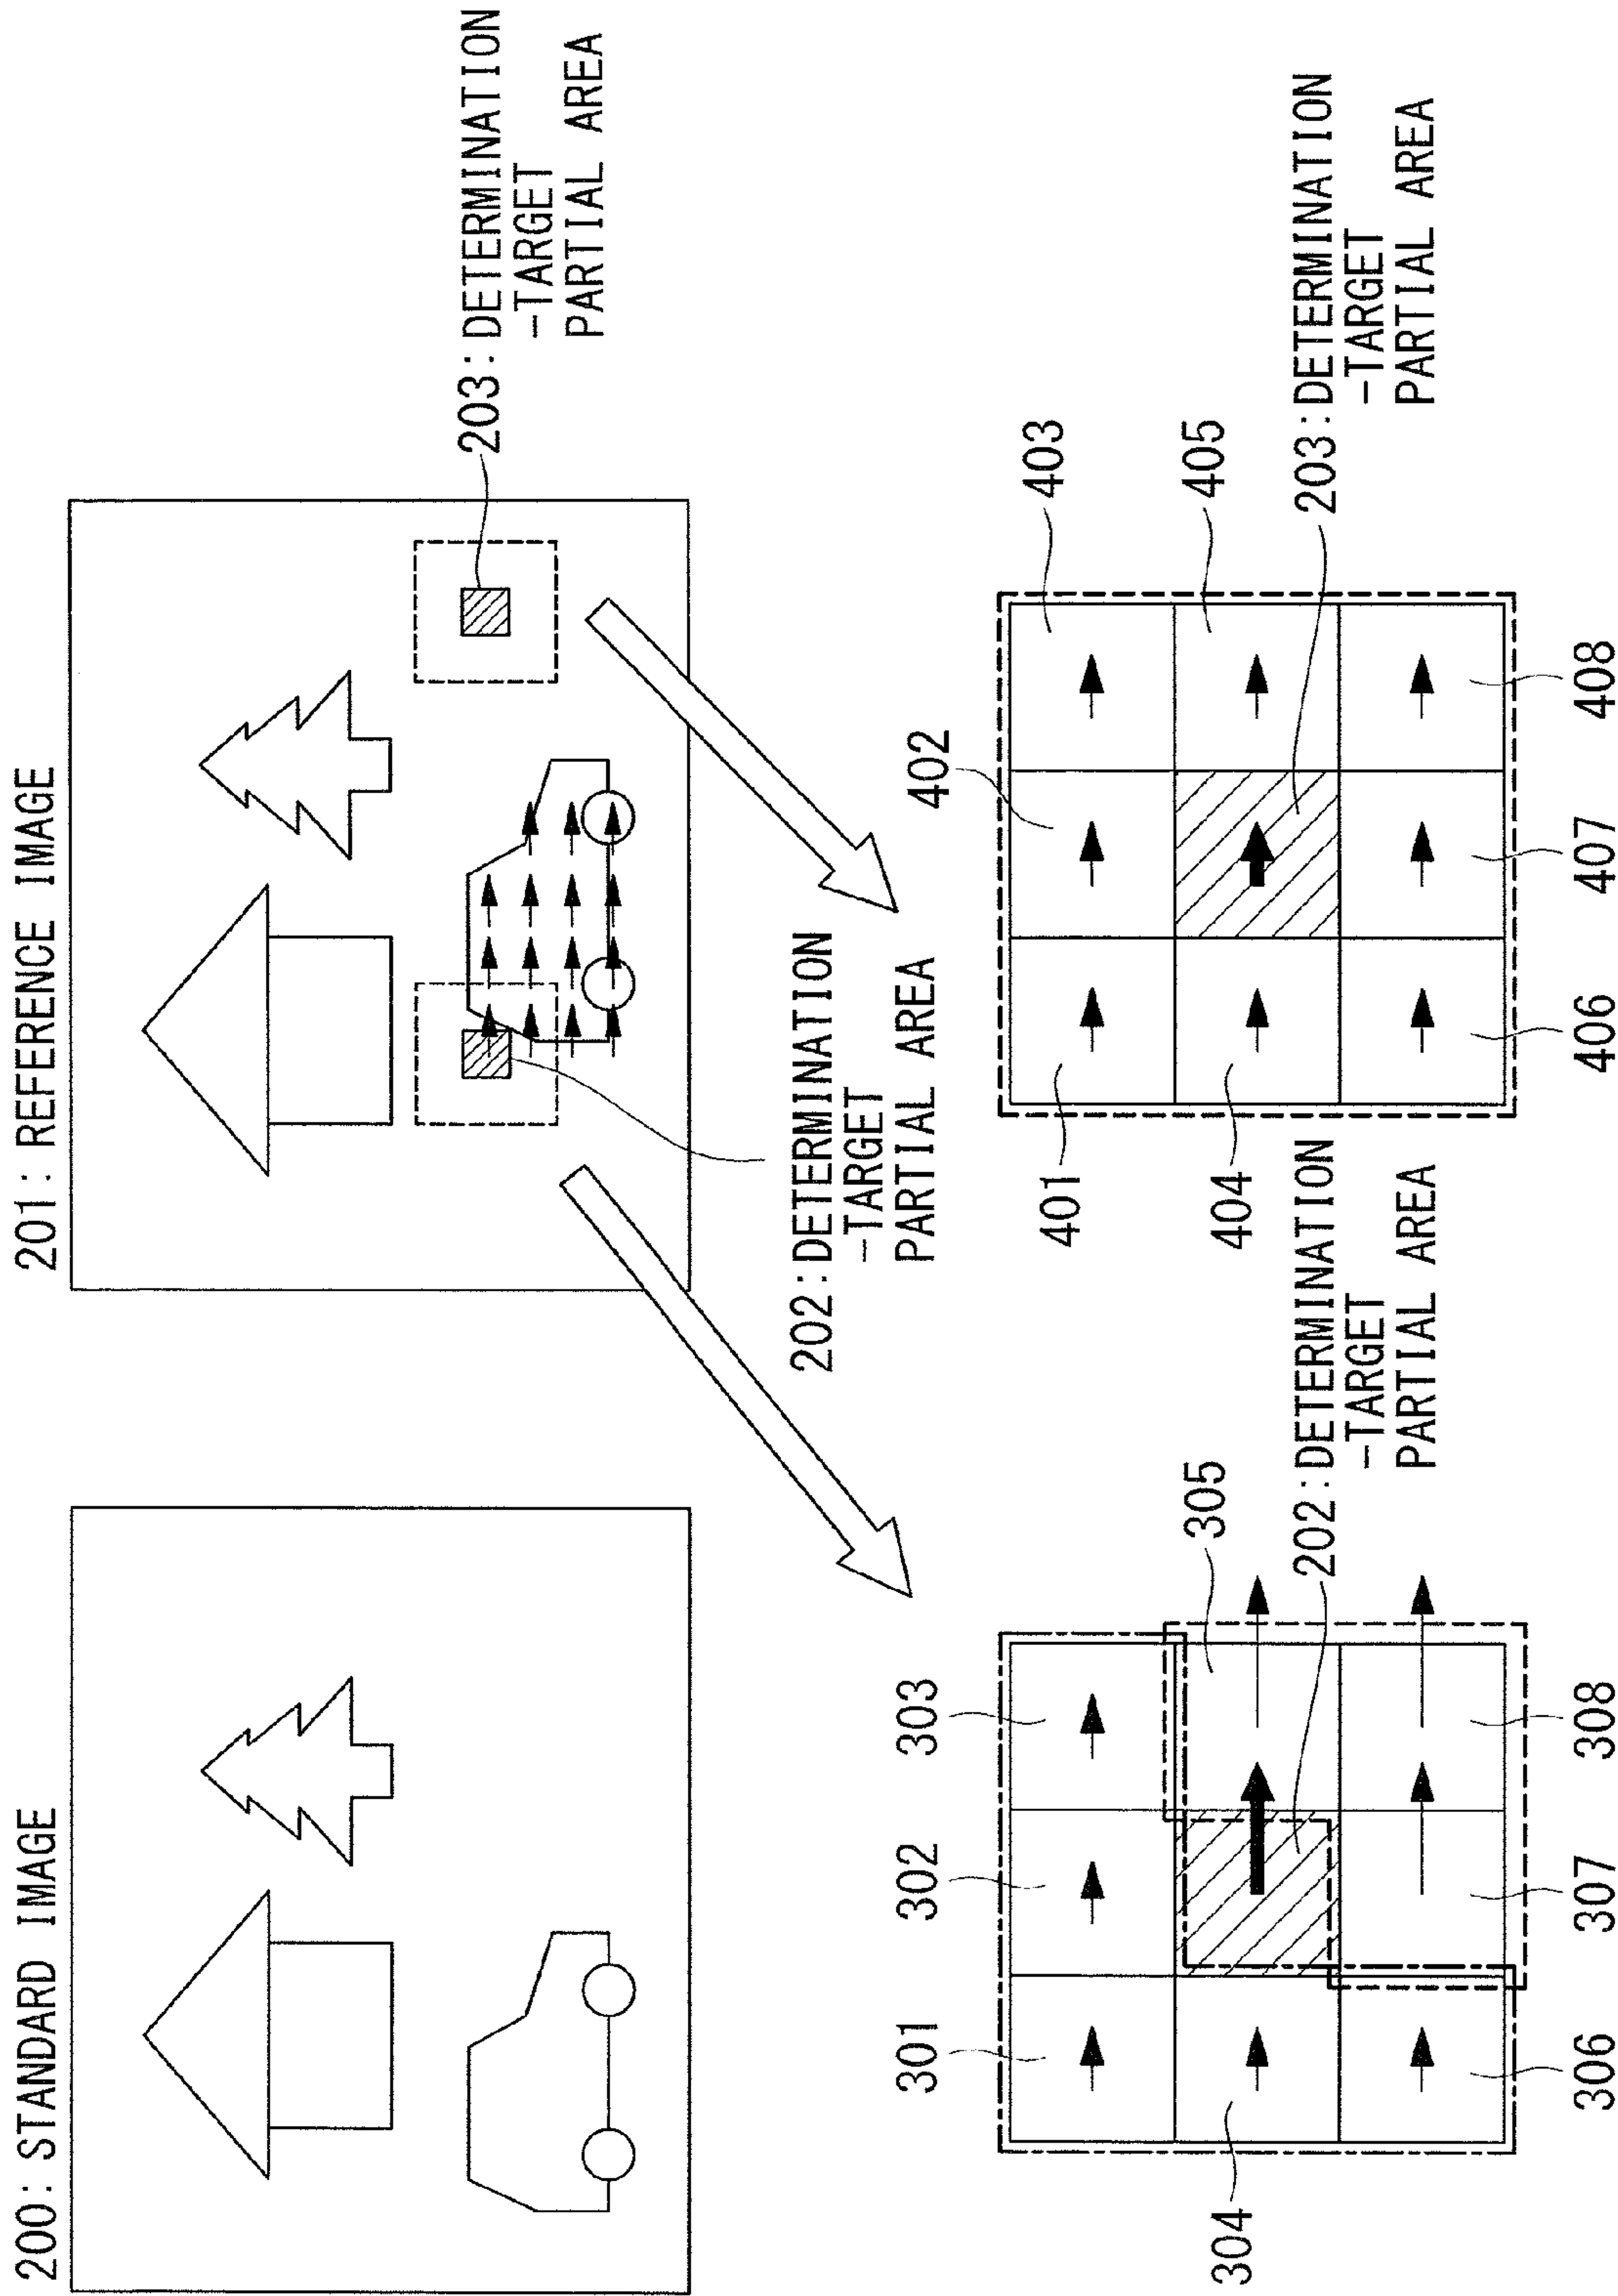 200: STANDARD IMAGE
201: REFERENCE IMAGE
203: DETERMINATION
-TARGET
PARTIAL AREA
202: DETERMINATION
-TARGET
PARTIAL AREA
301
302
303
304
305
202: DETERMINATION
-TARGET
PARTIAL AREA
306
307
308
401
402
403
404
405
203: DETERMINATION
-TARGET
PARTIAL AREA
406
407
408